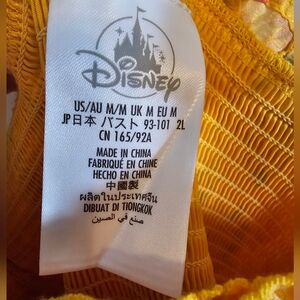 Disney
US/AU M/M UK M EU M
JP日本 バスト 93-101 2L
CN 165/92A
MADE IN CHINA
FABRIQUÉ EN CHINE
HECHO EN CHINA
中國製
ผลิตในประเทศจีน
DIBUAT DI TIONGKOK
صنع في الصين